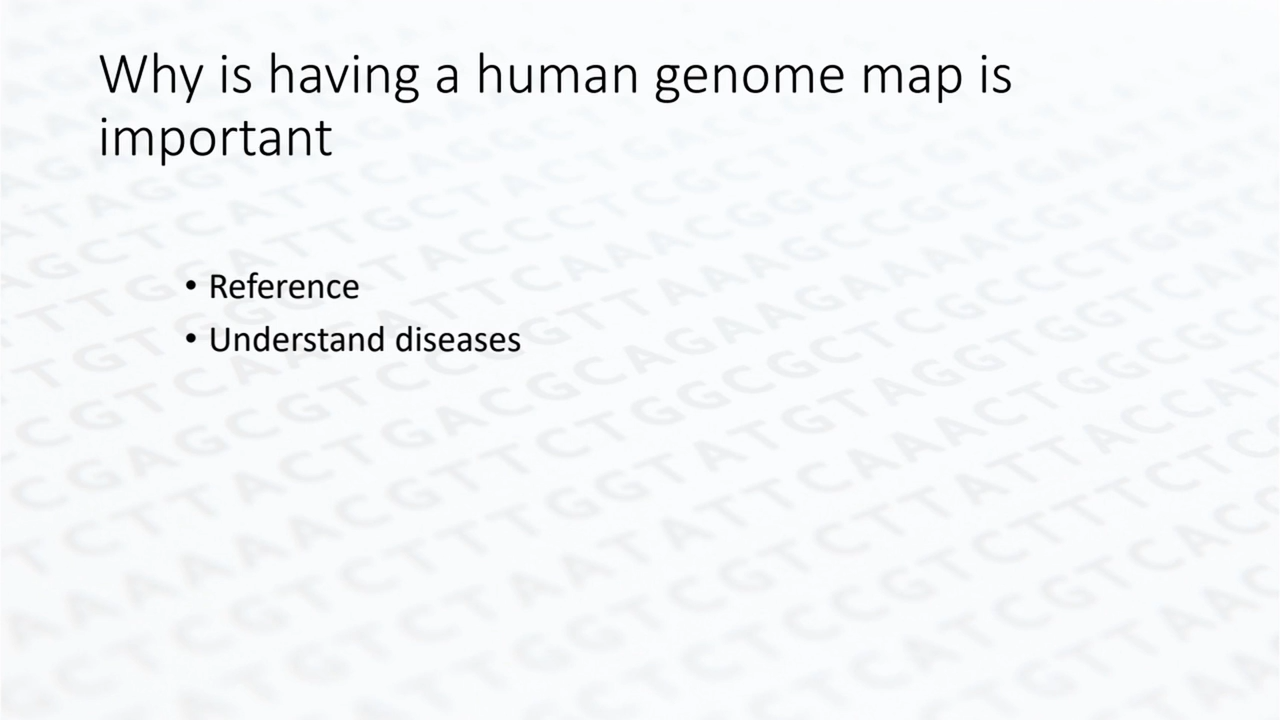 Why is having a human genome map is
important
• Reference
• Understand diseases